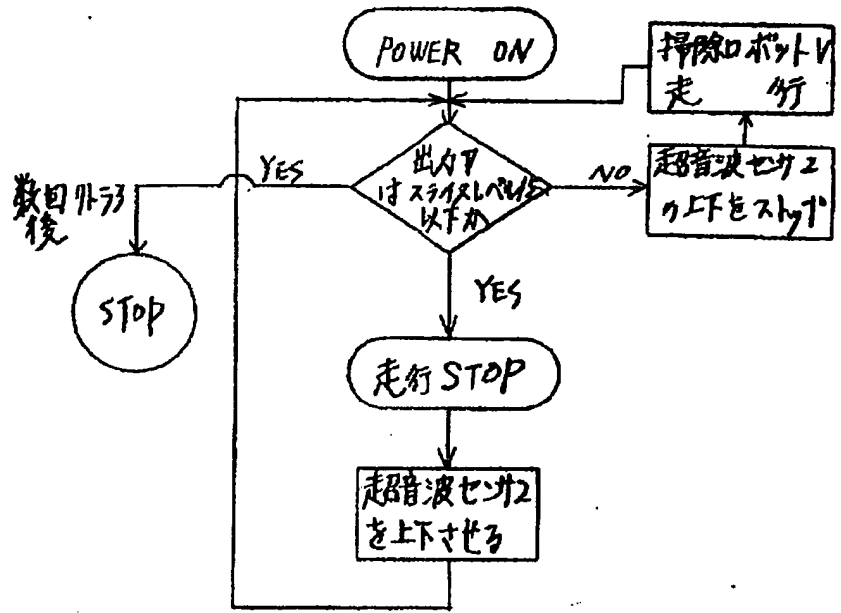 POWER ON
掃除ロボット1
走行
出力7
はスライスレベル15
以下か
YES
NO
超音波センサ2
の上下をストップ
数回リトライ
後
STOP
YES
走行STOP
超音波センサ2
を上下させる